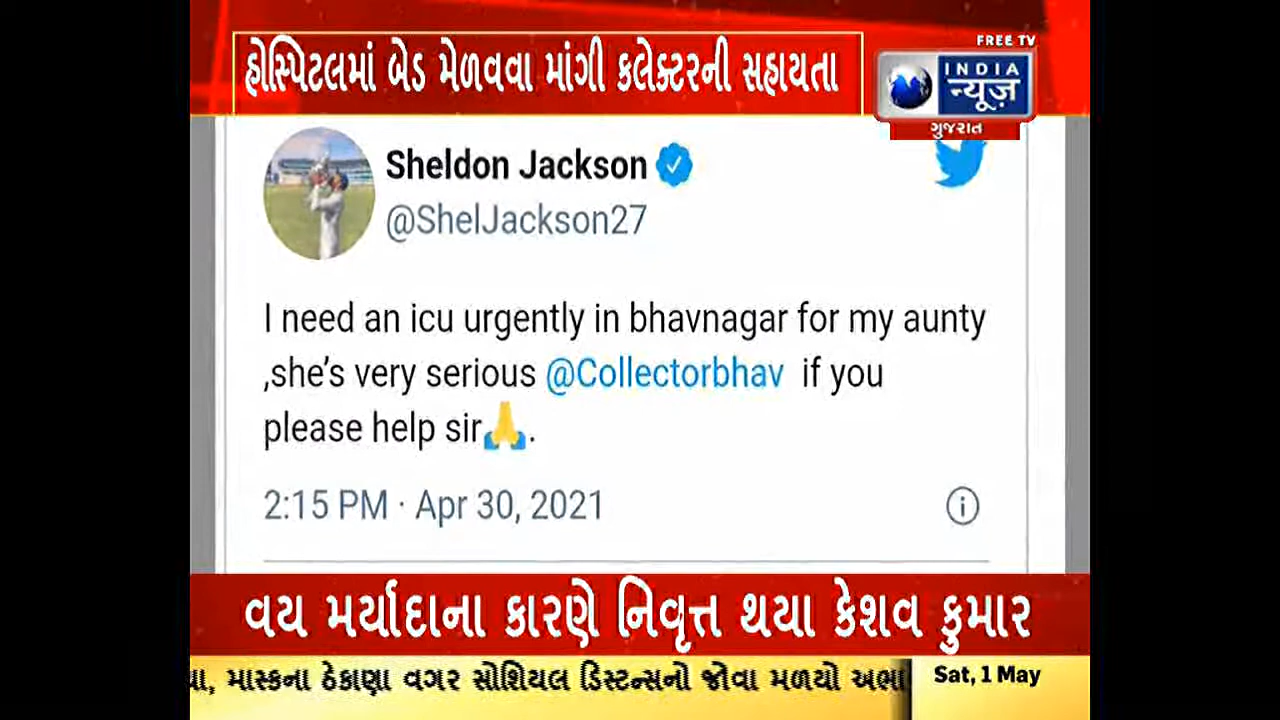 હોસ્પિટલમાં બેડ મેળવવા માંગી કલેક્ટરની સહાયતા
FREE TV
INDIA
न्यूज़
ગુજરાત
Sheldon Jackson
@ShelJackson27
I need an icu urgently in bhavnagar for my aunty
,she's very serious @Collectorbhav if you
please help sir🙏.
2:15 PM · Apr 30, 2021
વય મર્યાદાના કારણે નિવૃત્ત થયા કેશવ કુમાર
માસ્કના ઠેકાણા વગર સોશિયલ ડિસ્ટન્સનો જોવા મળયો અભા
Sat, 1 May